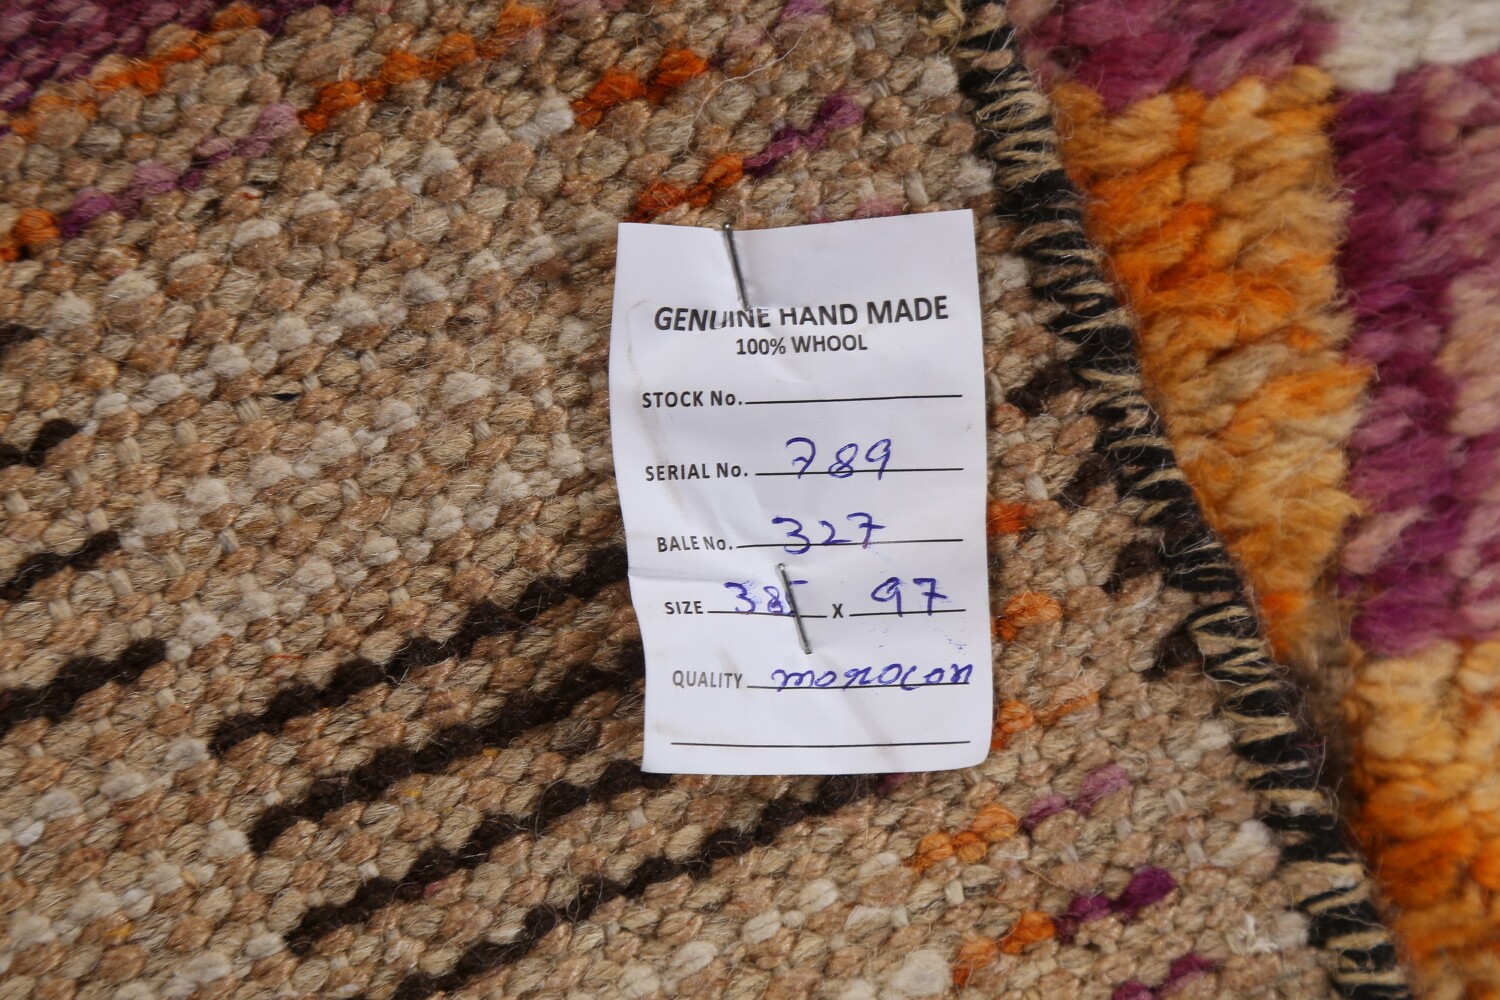 GENUINE HAND MADE
100% WHOOL
STOCK No.
SERIAL No. 789
BALE No. 327
SIZE 385 x 97
QUALITY morocon